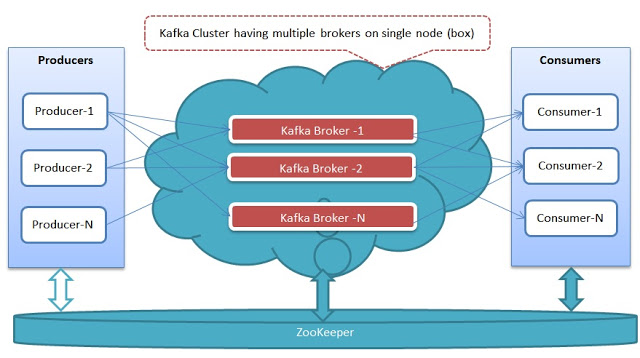 Kafka Cluster having multiple brokers on single node (box)
Producers
Producer-1
Producer-2
Producer-N
Kafka Broker -1
Kafka Broker -2
Kafka Broker -N
Consumers
Consumer-1
Consumer-2
Consumer-N
ZooKeeper